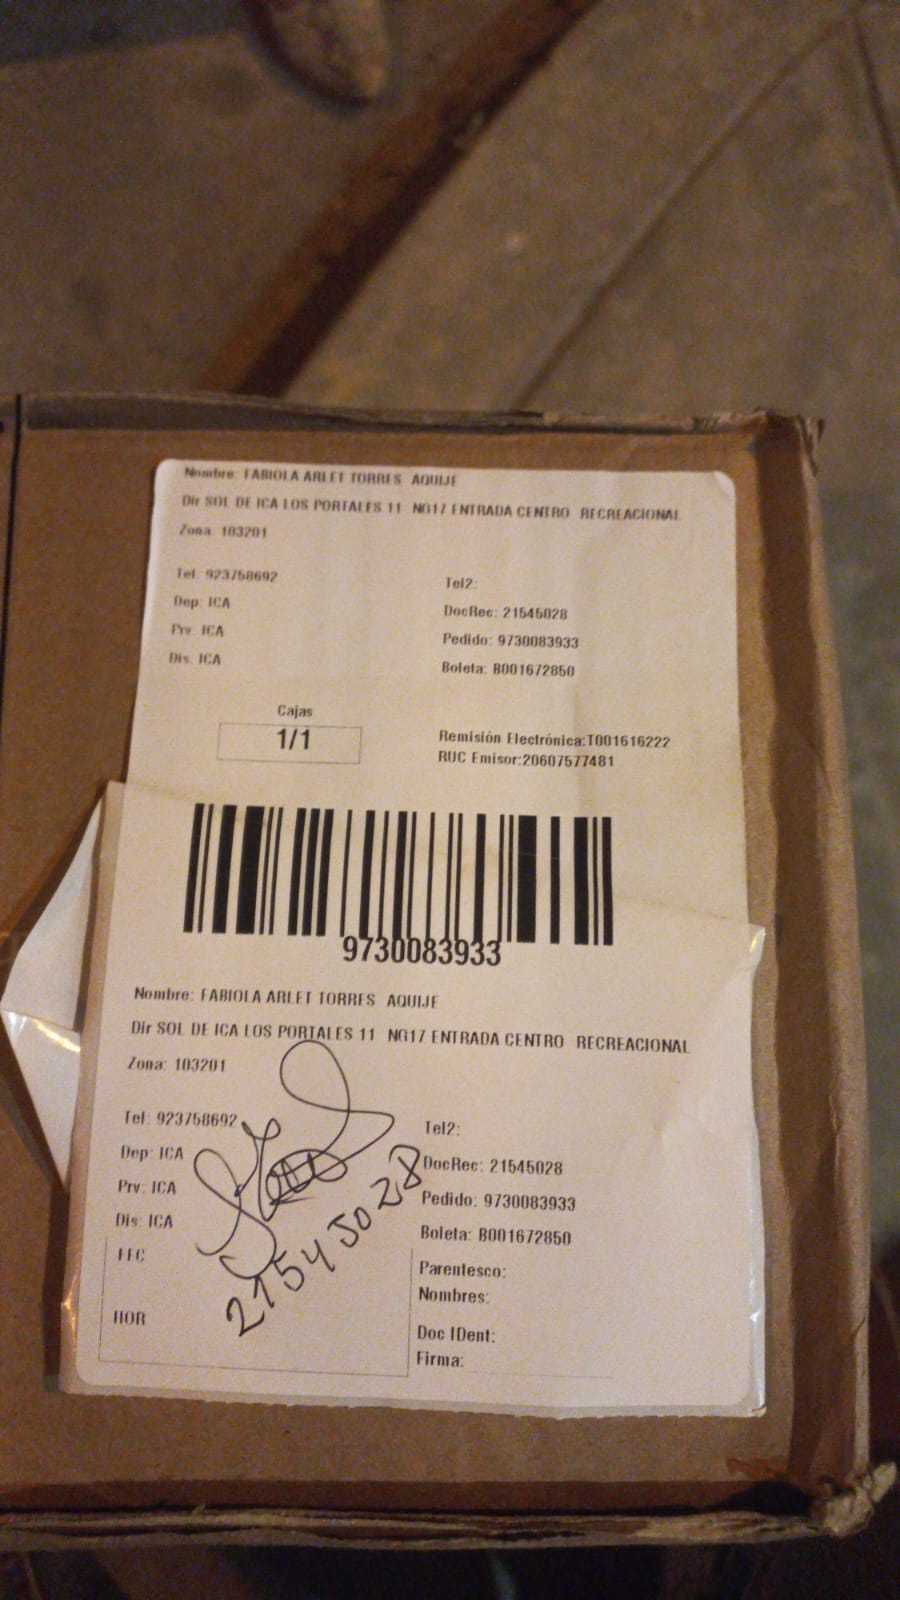 Nombre: FABIOLA ARLET TORRES AQUIJE
Dir SOL DE ICA LOS PORTALES 11 NG17 ENTRADA CENTRO RECREACIONAL
Zona: 103201
Tel: 923758692 Tel2:
Dep: ICA DocRec: 21545028
Prv: ICA Pedido: 9730083933
Dis: ICA Boleta: B001672850
Cajas
1/1
Remisión Electrónica:T001616222
RUC Emisor:20607577481
9730083933
Nombre: FABIOLA ARLET TORRES AQUIJE
Dir SOL DE ICA LOS PORTALES 11 NG17 ENTRADA CENTRO RECREACIONAL
Zona: 103201
Tel: 923758692 Tel2:
Dep: ICA DocRec: 21545028
Prv: ICA Pedido: 9730083933
Dis: ICA Boleta: B001672850
21545028
FEC Parentesco:
Nombres:
HOR Doc IDent:
Firma: